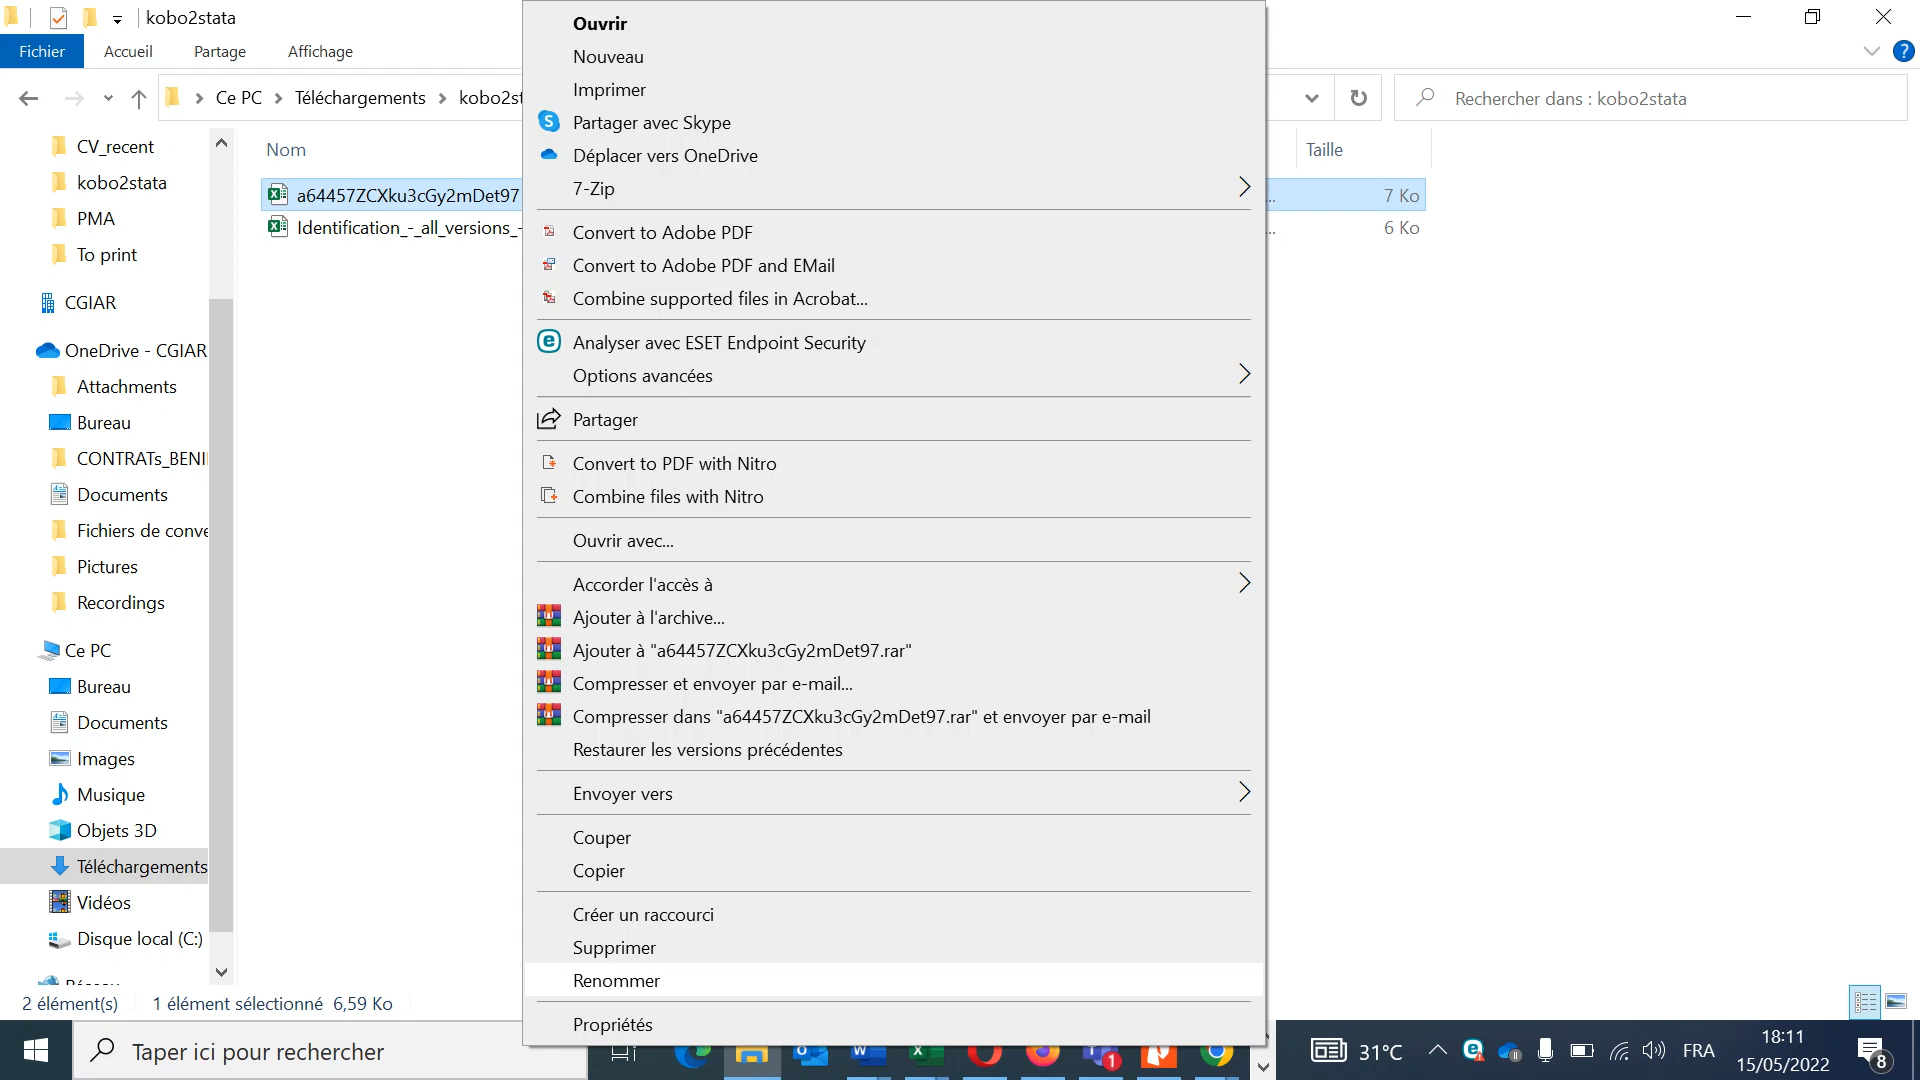 kobo2stata
Fichier
Accueil
Partage
Affichage
?
Ce PC
Téléchargements
kobo2st
Rechercher dans : kobo2stata
CV_recent
kobo2stata
PMA
To print
CGIAR
OneDrive - CGIAR
Attachments
Bureau
CONTRATs_BENI
Documents
Fichiers de conve
Pictures
Recordings
Ce PC
Bureau
Documents
Images
Musique
Objets 3D
Téléchargements
Vidéos
Disque local (C:)
Nom
Taille
a64457ZCXku3cGy2mDet97
... 7 Ko
Identification_-_all_versions_-
... 6 Ko
Ouvrir
Nouveau
Imprimer
Partager avec Skype
Déplacer vers OneDrive
7-Zip
Convert to Adobe PDF
Convert to Adobe PDF and EMail
Combine supported files in Acrobat...
Analyser avec ESET Endpoint Security
Options avancées
Partager
Convert to PDF with Nitro
Combine files with Nitro
Ouvrir avec...
Accorder l'accès à
Ajouter à l'archive...
Ajouter à "a64457ZCXku3cGy2mDet97.rar"
Compresser et envoyer par e-mail...
Compresser dans "a64457ZCXku3cGy2mDet97.rar" et envoyer par e-mail
Restaurer les versions précédentes
Envoyer vers
Couper
Copier
Créer un raccourci
Supprimer
Renommer
Propriétés
2 élément(s)
1 élément sélectionné 6,59 Ko
Taper ici pour rechercher
1
31°C
FRA
18:11
15/05/2022
8